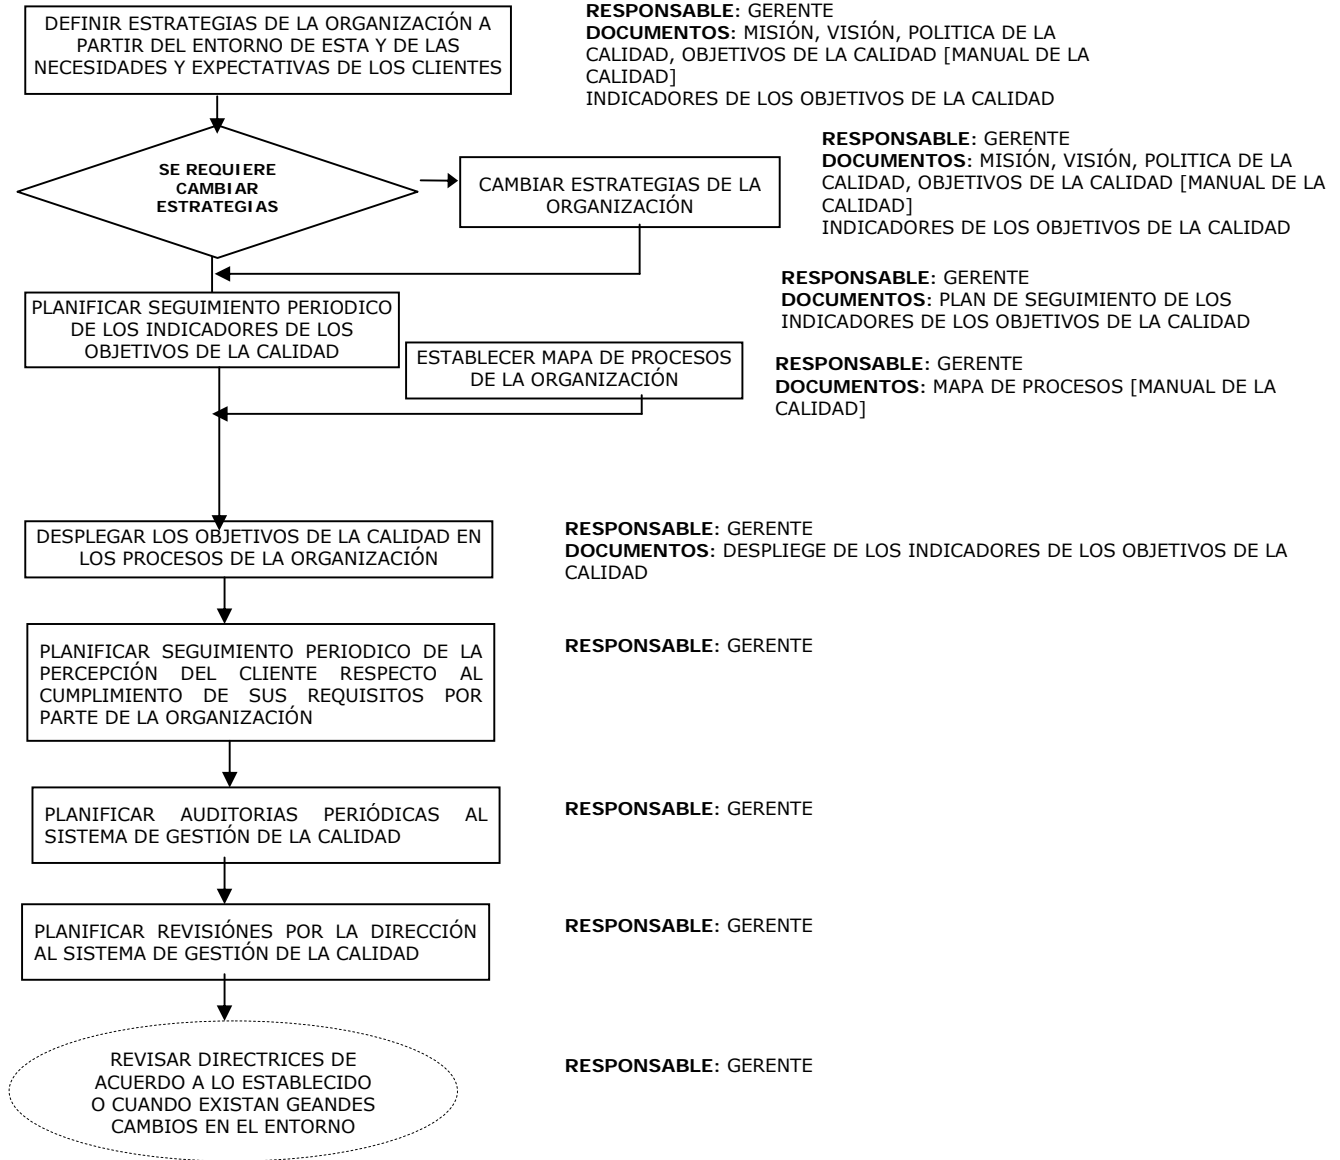 DEFINIR ESTRATEGIAS DE LA ORGANIZACIÓN A
PARTIR DEL ENTORNO DE ESTA Y DE LAS
NECESIDADES Y EXPECTATIVAS DE LOS CLIENTES
RESPONSABLE: GERENTE
DOCUMENTOS: MISIÓN, VISIÓN, POLITICA DE LA
CALIDAD, OBJETIVOS DE LA CALIDAD [MANUAL DE LA
CALIDAD]
INDICADORES DE LOS OBJETIVOS DE LA CALIDAD
SE REQUIERE
CAMBIAR
ESTRATEGIAS
CAMBIAR ESTRATEGIAS DE LA
ORGANIZACIÓN
RESPONSABLE: GERENTE
DOCUMENTOS: MISIÓN, VISIÓN, POLITICA DE LA
CALIDAD, OBJETIVOS DE LA CALIDAD [MANUAL DE LA
CALIDAD]
INDICADORES DE LOS OBJETIVOS DE LA CALIDAD
PLANIFICAR SEGUIMIENTO PERIODICO
DE LOS INDICADORES DE LOS
OBJETIVOS DE LA CALIDAD
RESPONSABLE: GERENTE
DOCUMENTOS: PLAN DE SEGUIMIENTO DE LOS
INDICADORES DE LOS OBJETIVOS DE LA CALIDAD
ESTABLECER MAPA DE PROCESOS
DE LA ORGANIZACIÓN
RESPONSABLE: GERENTE
DOCUMENTOS: MAPA DE PROCESOS [MANUAL DE LA
CALIDAD]
DESPLEGAR LOS OBJETIVOS DE LA CALIDAD EN
LOS PROCESOS DE LA ORGANIZACIÓN
RESPONSABLE: GERENTE
DOCUMENTOS: DESPLIEGE DE LOS INDICADORES DE LOS OBJETIVOS DE LA
CALIDAD
PLANIFICAR SEGUIMIENTO PERIODICO DE LA
PERCEPCIÓN DEL CLIENTE RESPECTO AL
CUMPLIMIENTO DE SUS REQUISITOS POR
PARTE DE LA ORGANIZACIÓN
RESPONSABLE: GERENTE
PLANIFICAR AUDITORIAS PERIÓDICAS AL
SISTEMA DE GESTIÓN DE LA CALIDAD
RESPONSABLE: GERENTE
PLANIFICAR REVISIÓNES POR LA DIRECCIÓN
AL SISTEMA DE GESTIÓN DE LA CALIDAD
RESPONSABLE: GERENTE
REVISAR DIRECTRICES DE
ACUERDO A LO ESTABLECIDO
O CUANDO EXISTAN GEANDES
CAMBIOS EN EL ENTORNO
RESPONSABLE: GERENTE